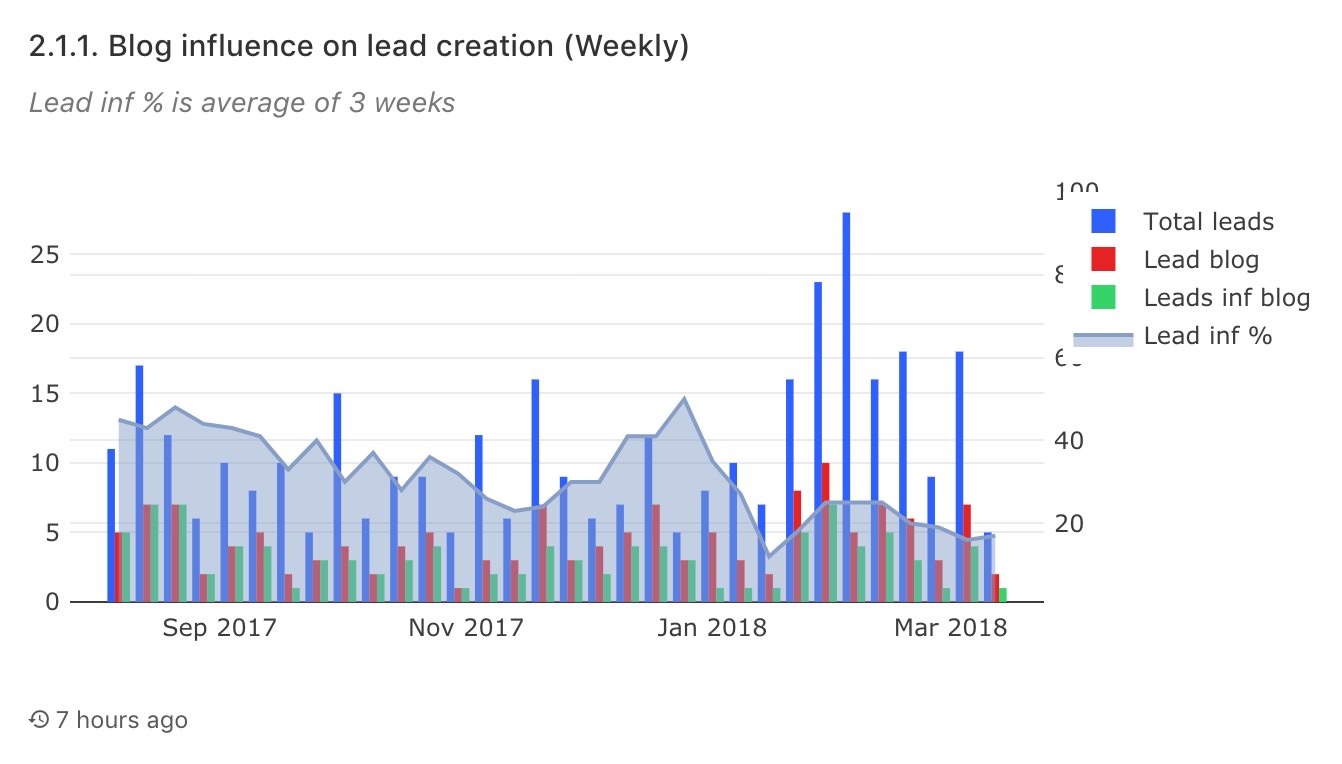 2.1.1. Blog influence on lead creation (Weekly)
Lead inf % is average of 3 weeks
100
25
20
15
10
5
0
40
20
Total leads
Lead blog
Leads inf blog
Lead inf %
Sep 2017
Nov 2017
Jan 2018
Mar 2018
7 hours ago